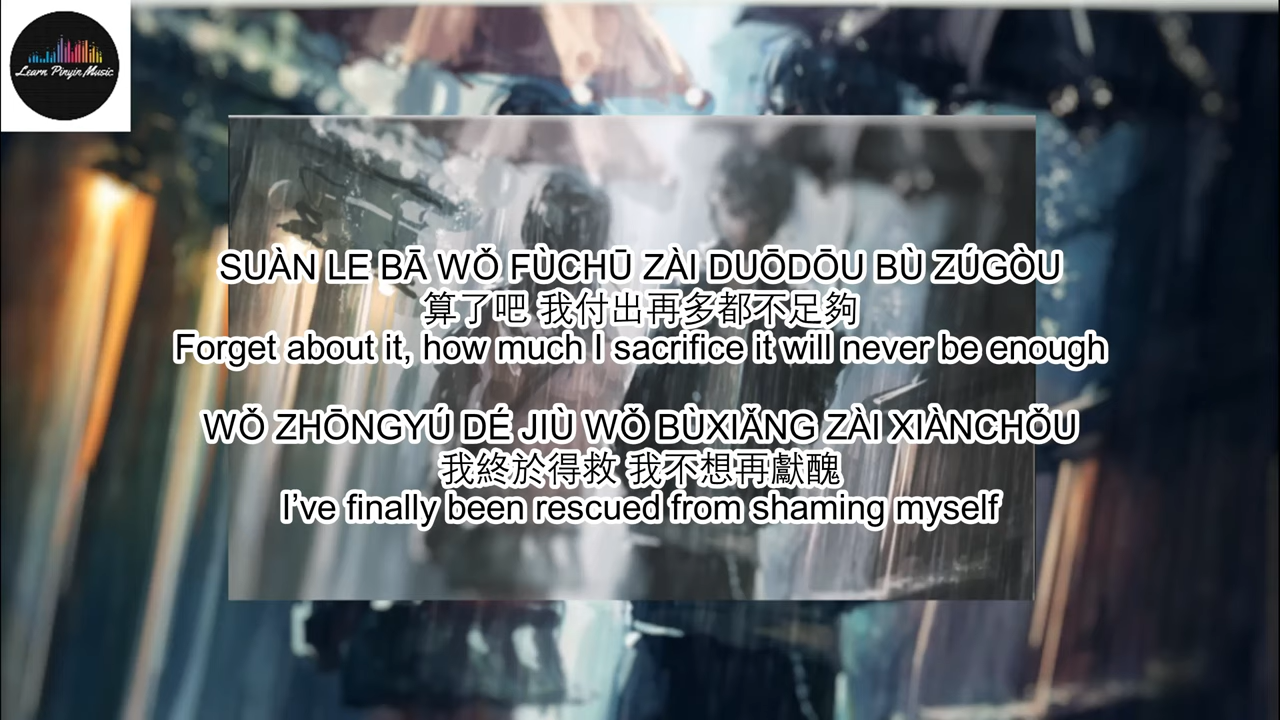 Learn Pinyin Music
SUÀN LE BĀ WǑ FÙCHŪ ZÀI DUŌDŌU BÙ ZÚGÒU
算了吧 我付出再多都不足夠
Forget about it, how much I sacrifice it will never be enough
WǑ ZHŌNGYÚ DÉ JIÙ WǑ BÙXIǍNG ZÀI XIÀNCHǑU
我終於得救 我不想再獻醜
I’ve finally been rescued from shaming myself